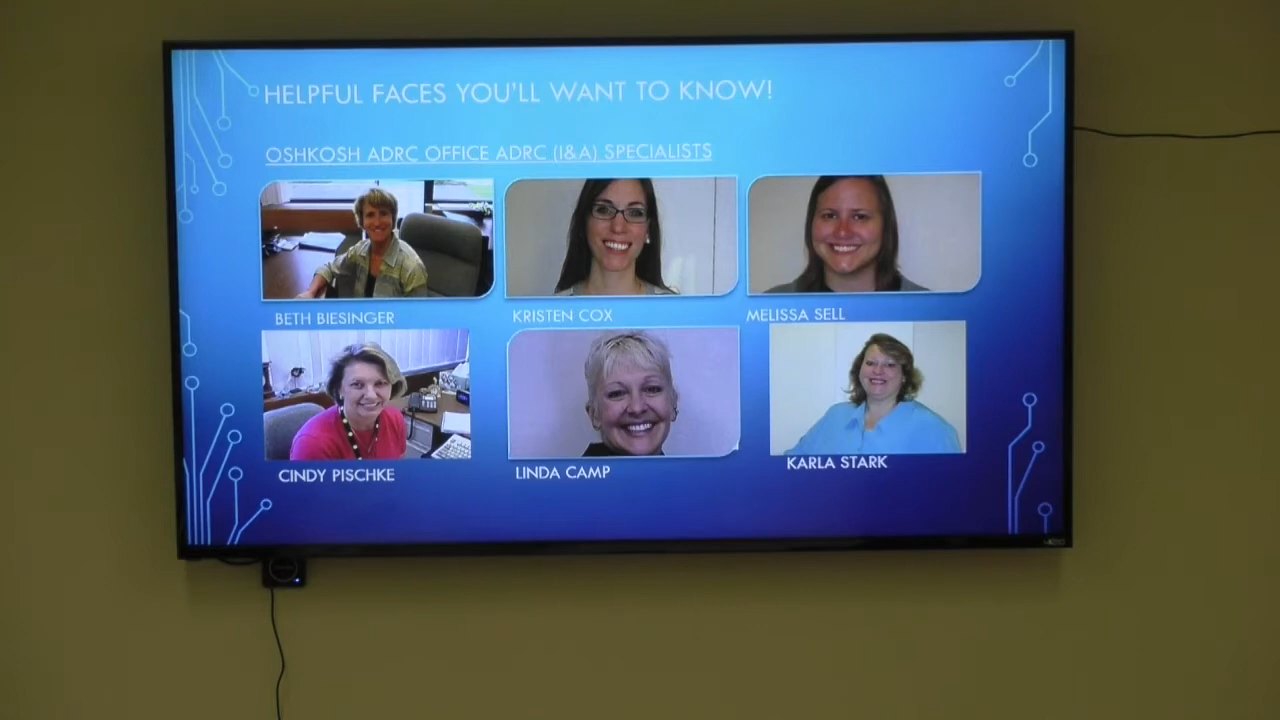 HELPFUL FACES YOU'LL WANT TO KNOW!
OSHKOSH ADRC OFFICE ADRC (I&A) SPECIALISTS
BETH BIESINGER
KRISTEN COX
MELISSA SELL
CINDY PISCHKE
LINDA CAMP
KARLA STARK